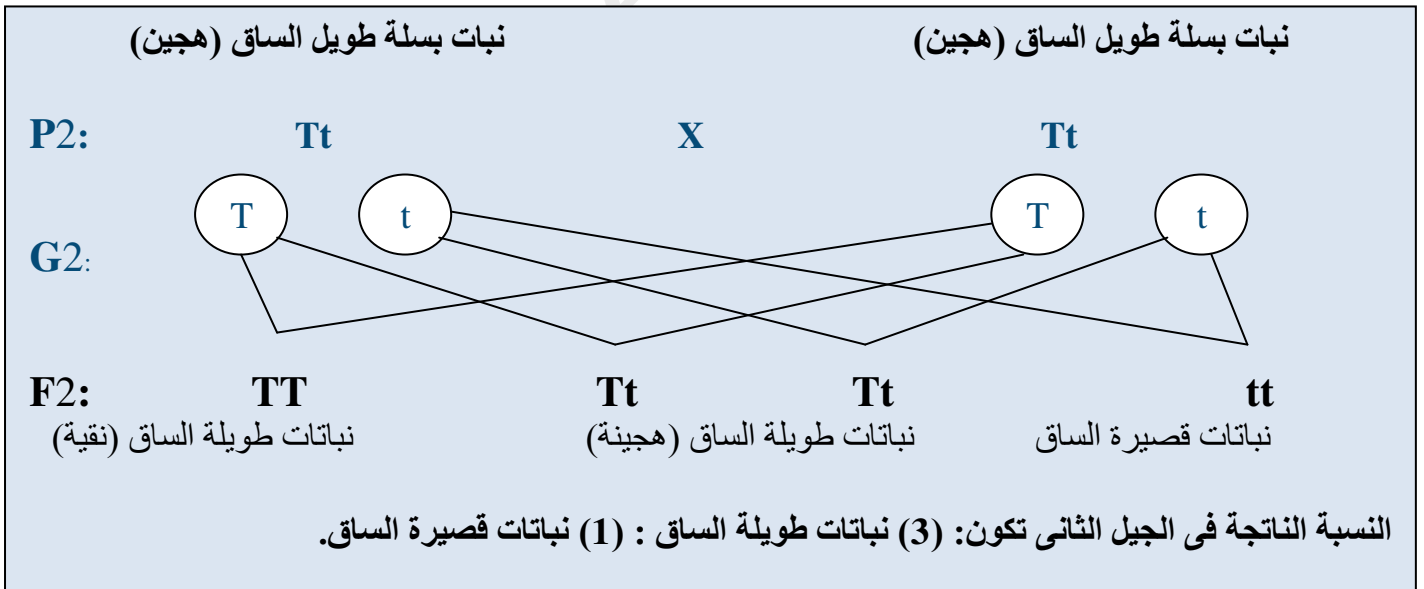 نبات بسلة طويل الساق (هجين) نبات بسلة طويل الساق (هجين)
P2: Tt X Tt
T t T t
G2:
F2: TT Tt Tt tt
نباتات طويلة الساق (نقية) نباتات طويلة الساق (هجينة) نباتات قصيرة الساق
النسبة الناتجة فى الجيل الثانى تكون: (3) نباتات طويلة الساق : (1) نباتات قصيرة الساق.